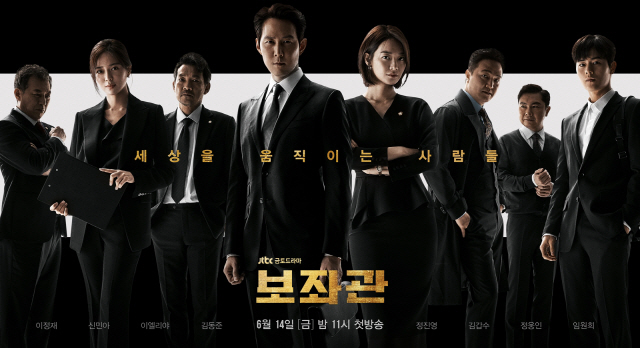 세상을 움직이는 사람들
jtbc 금토드라마
보좌관
이정재 신민아 이엘리야 김동준 6월 14일 [금] 밤 11시 첫방송 정진영 김갑수 정웅인 임원희